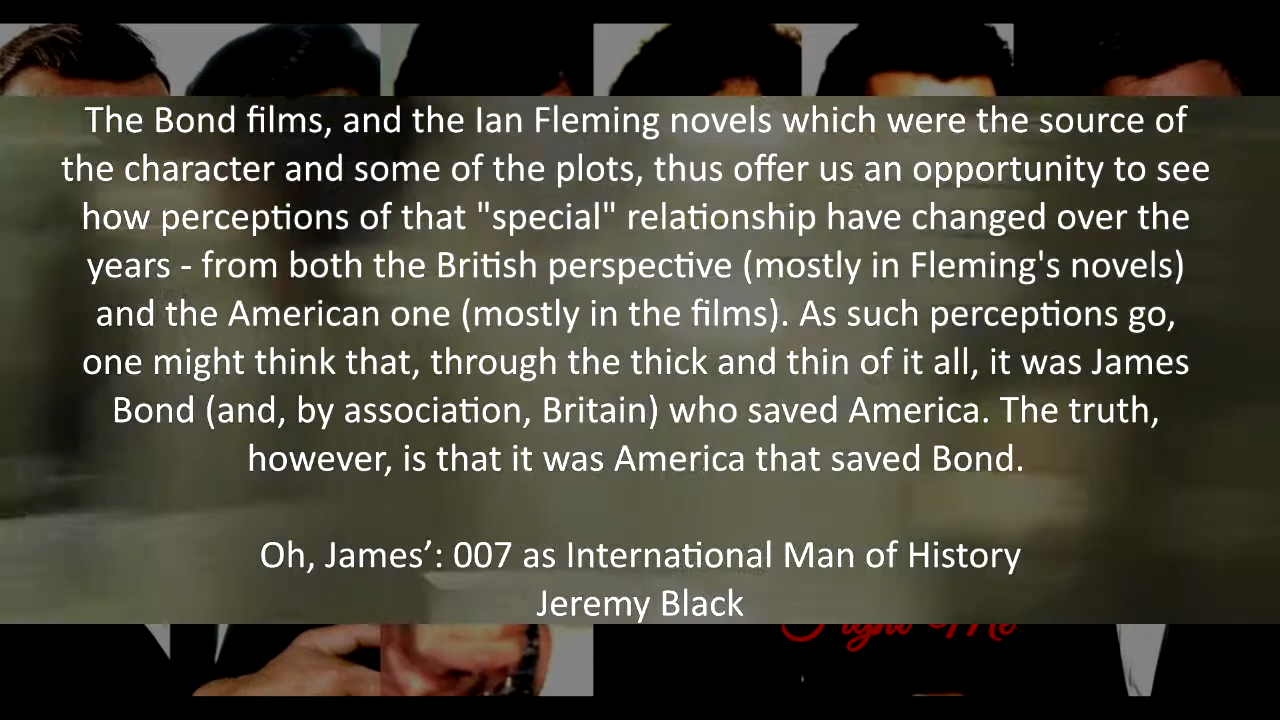 The Bond films, and the Ian Fleming novels which were the source of
the character and some of the plots, thus offer us an opportunity to see
how perceptions of that "special" relationship have changed over the
years - from both the British perspective (mostly in Fleming's novels)
and the American one (mostly in the films). As such perceptions go,
one might think that, through the thick and thin of it all, it was James
Bond (and, by association, Britain) who saved America. The truth,
however, is that it was America that saved Bond.
Oh, James’: 007 as International Man of History
Jeremy Black
Me